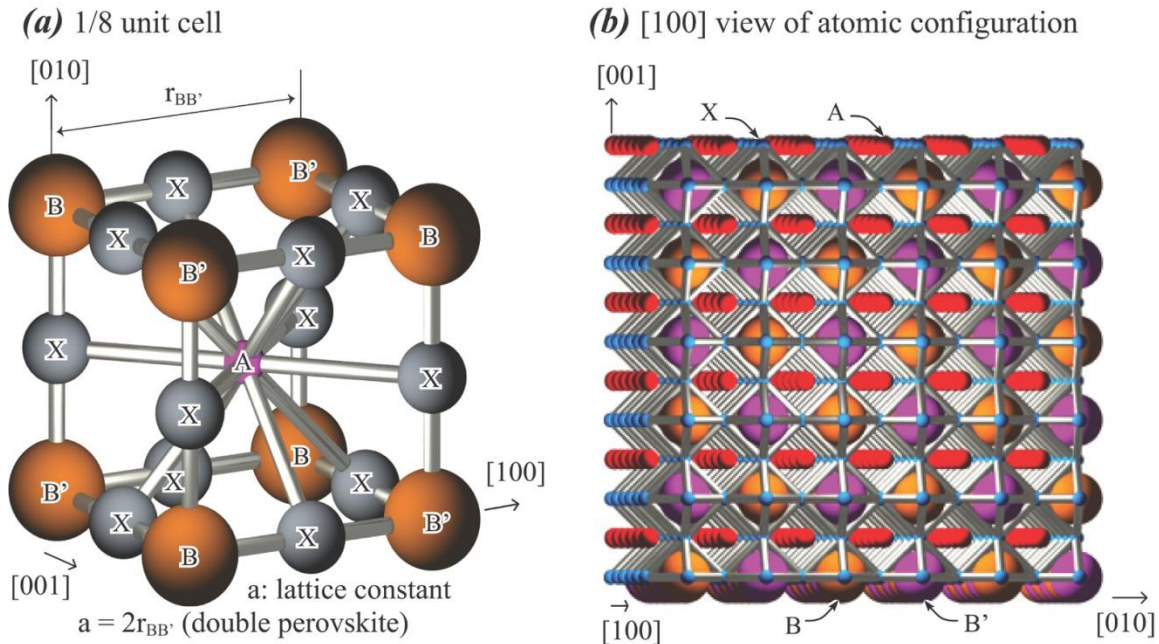 (a) 1/8 unit cell
(b) [100] view of atomic configuration
[010]
r_BB'
B
X
B'
X
X
B
B'
X
X
X
A
X
X
B
X
[100]
B'
X
X
B'
X
B
X
[001]
a: lattice constant
a = 2r_BB' (double perovskite)
[001]
X
A
[100]
B
B'
[010]